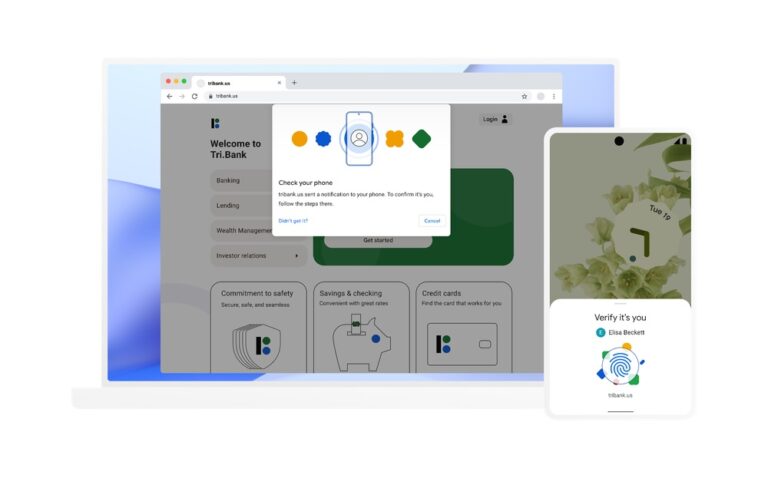 tribank.us
tribank.us
Login
Welcome to
Tri.Bank
Banking
Lending
Wealth Managemen
Investor relations
Check your phone
tribank.us sent a notification to your phone. To confirm it's you,
follow the steps there.
Didn't get it?
Cancel
Get started
Commitment to safety
Secure, safe, and seamless
Savings & checking
Convenient with great rates
Credit cards
Find the card that works for you
Tue 19
Verify it's you
E
Elisa Beckett
tribank.us